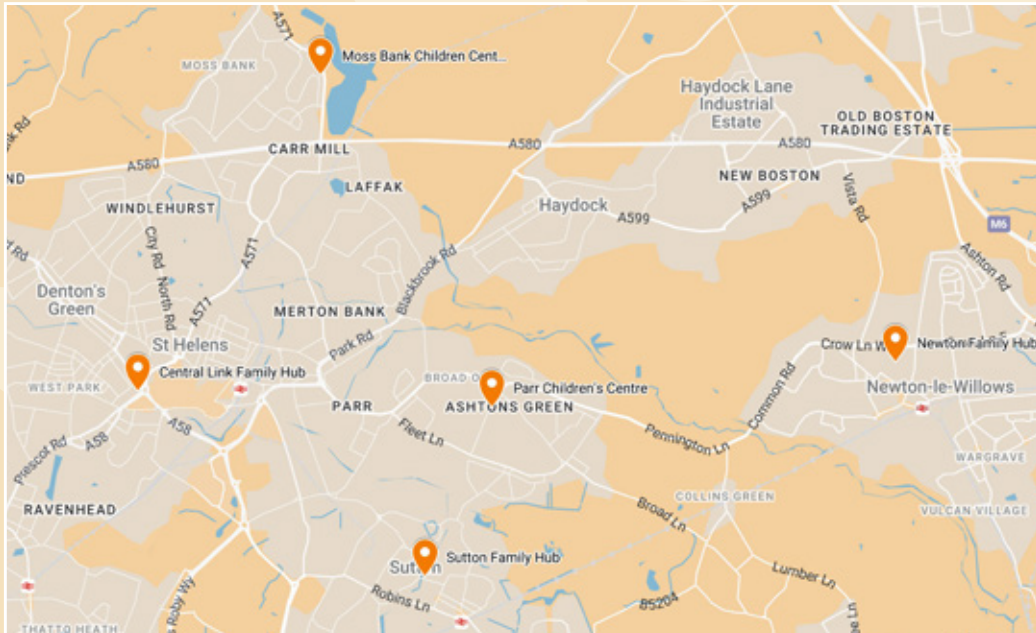 A571
Moss Bank Children Cent...
MOSS BANK
Haydock Lane
Industrial
Estate
OLD BOSTON
TRADING ESTATE
A580
CARR MILL
A580
A580
ND
LAFFAK
NEW BOSTON
WINDLEHURST
Haydock
A599
A599
Vista Rd
M6
City Rd
North Rd
A571
A571
Blackbrook Rd
Ashton Rd
Denton's
Green
MERTON BANK
St Helens
Park Rd
Crow Ln W
Newton Family Hub
Central Link Family Hub
WEST PARK
BROAD O
Parr Children's Centre
Newton-le-Willows
PARR
ASHTONS GREEN
Common Rd
A58
A58
Prescot Rd
Fleet Ln
Pennington Ln
WARGRAVE
COLLINS GREEN
RAVENHEAD
Broad Ln
VULCAN VILLAGE
Sutton Family Hub
Lumber Ln
Robins Ln
s Roby Wy
THATTO HEATH